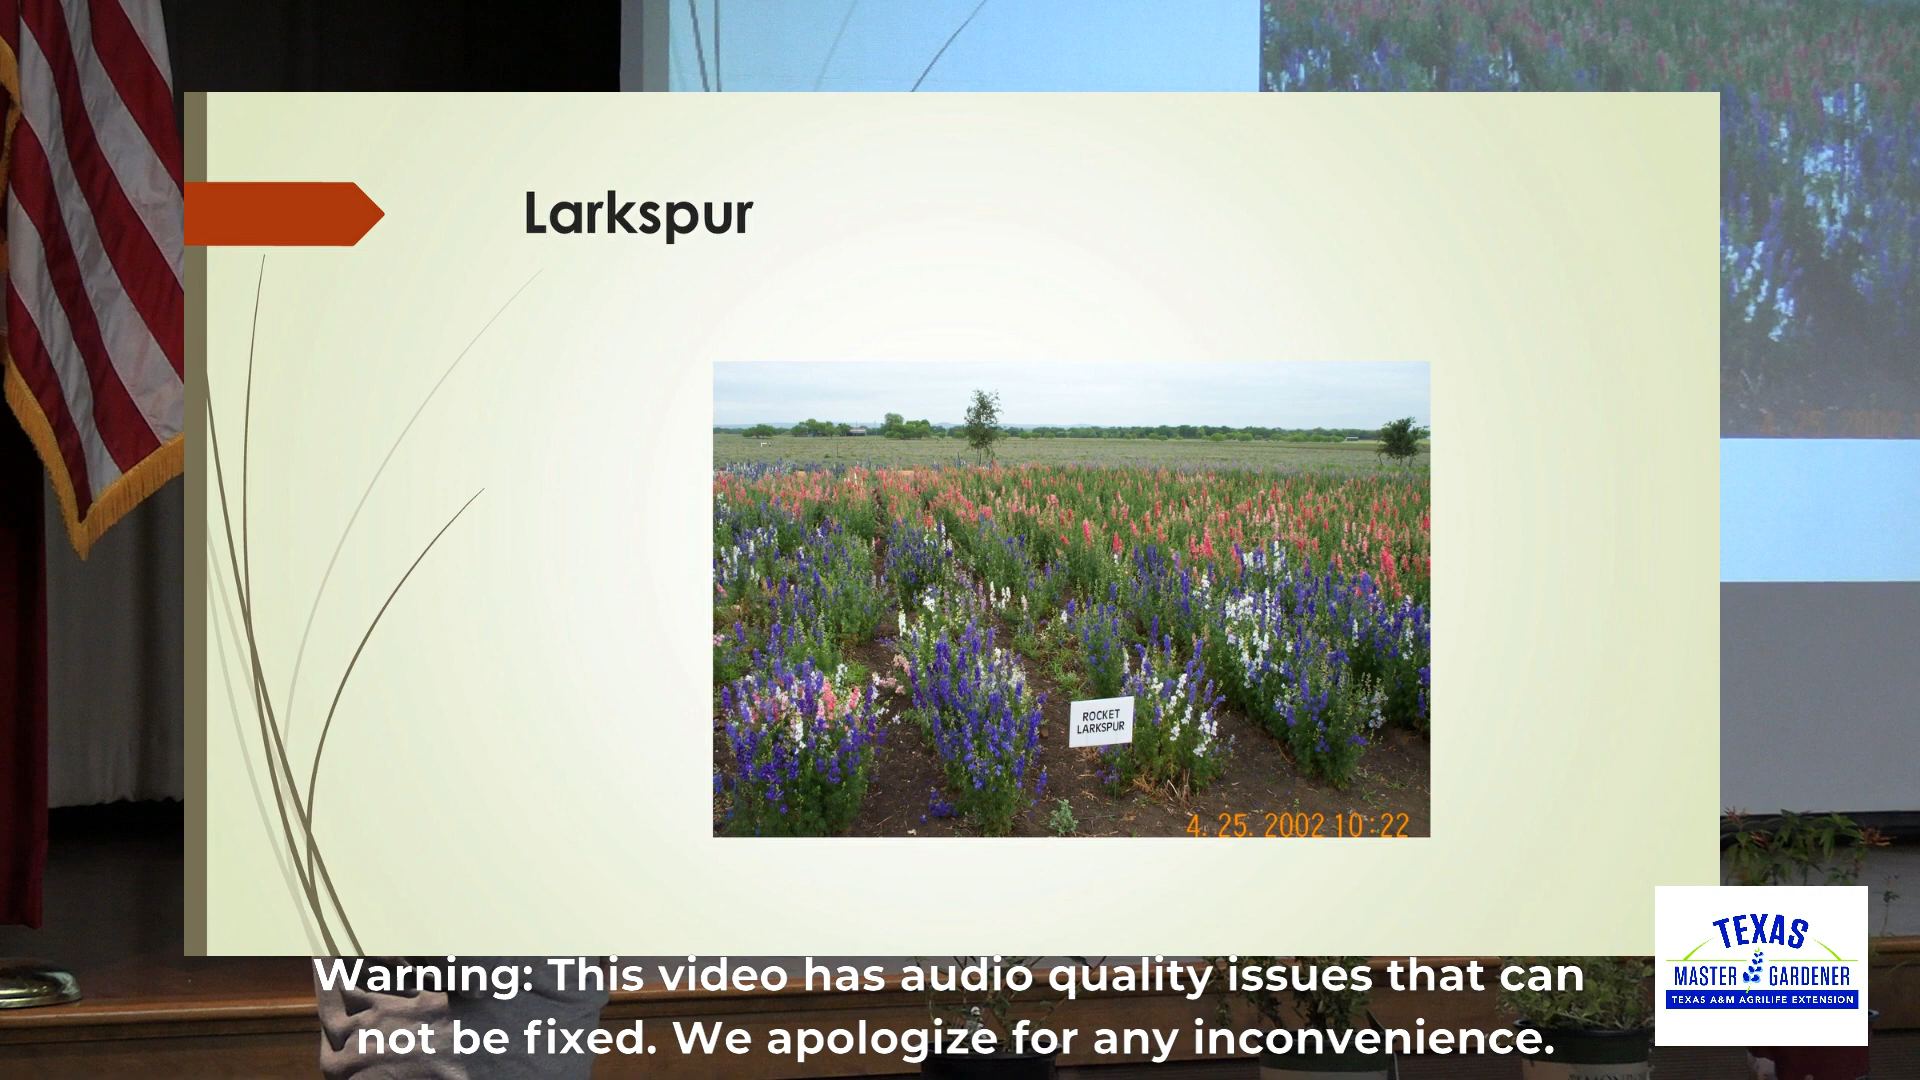 Larkspur
ROCKET
LARKSPUR
4. 25. 2002 10:22
TEXAS
MASTER GARDENER
TEXAS A&M AGRILIFE EXTENSION
Warning: This video has audio quality issues that can
not be fixed. We apologize for any inconvenience.